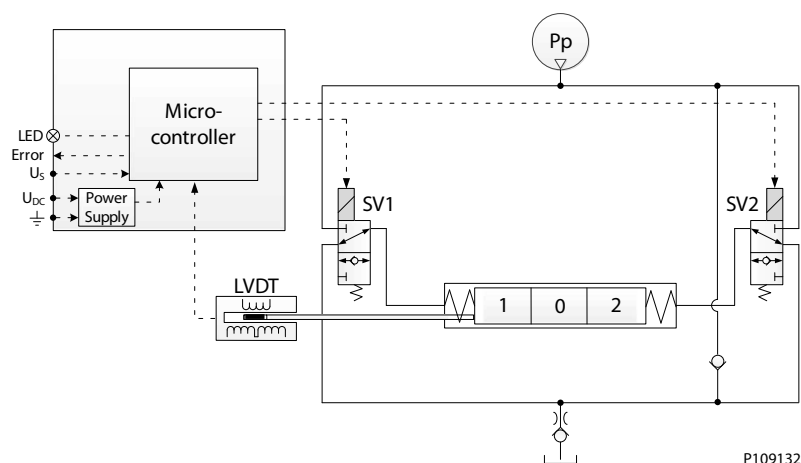 Pp
Micro-
controller
LED
Error
US
UDC
Power
Supply
SV1
SV2
LVDT
1 0 2
P109132